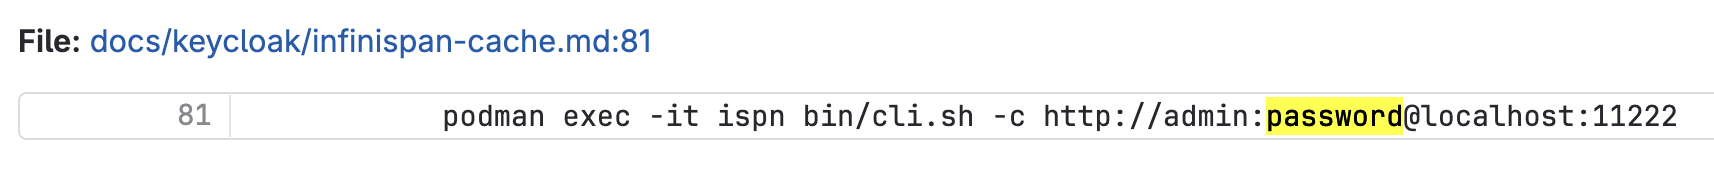 File: docs/keycloak/infinispan-cache.md:81
81 podman exec -it ispn bin/cli.sh -c http://admin:password@localhost:11222